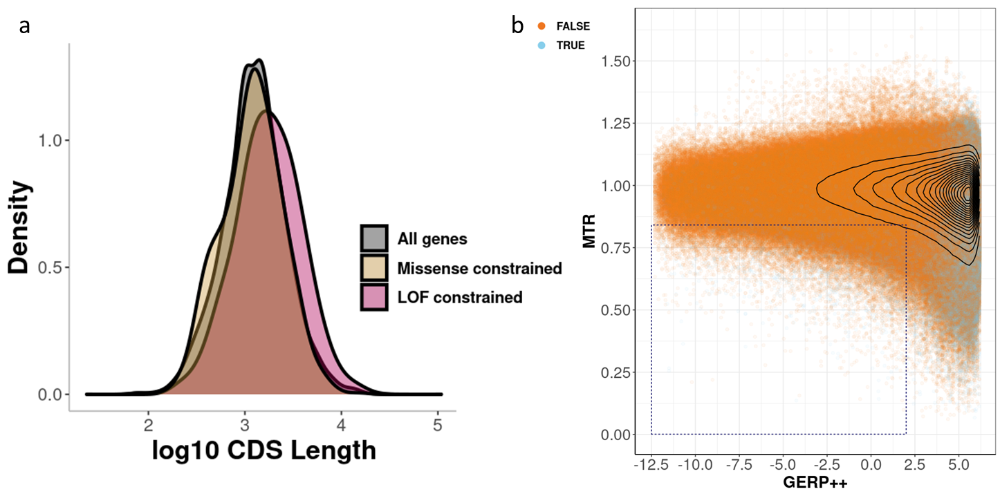 a
Density
1.0
0.5
0.0
2 3 4 5
log10 CDS Length
All genes
Missense constrained
LOF constrained
b
FALSE
TRUE
MTR
1.50
1.25
1.00
0.75
0.50
0.25
0.00
-12.5 -10.0 -7.5 -5.0 -2.5 0.0 2.5 5.0
GERP++